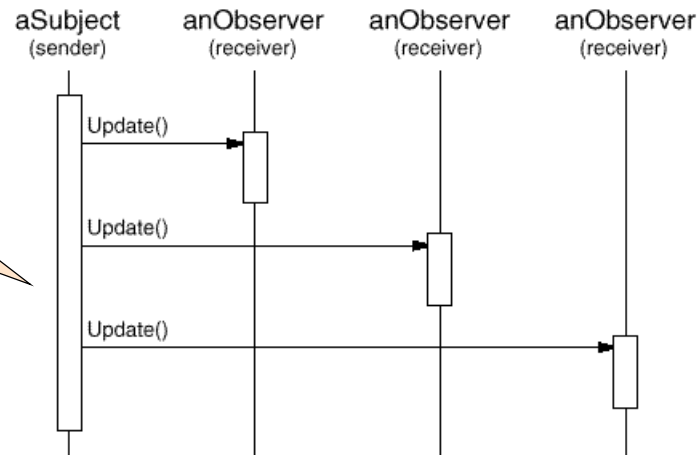 aSubject anObserver anObserver anObserver
(sender) (receiver) (receiver) (receiver)
Update()
Update()
Update()